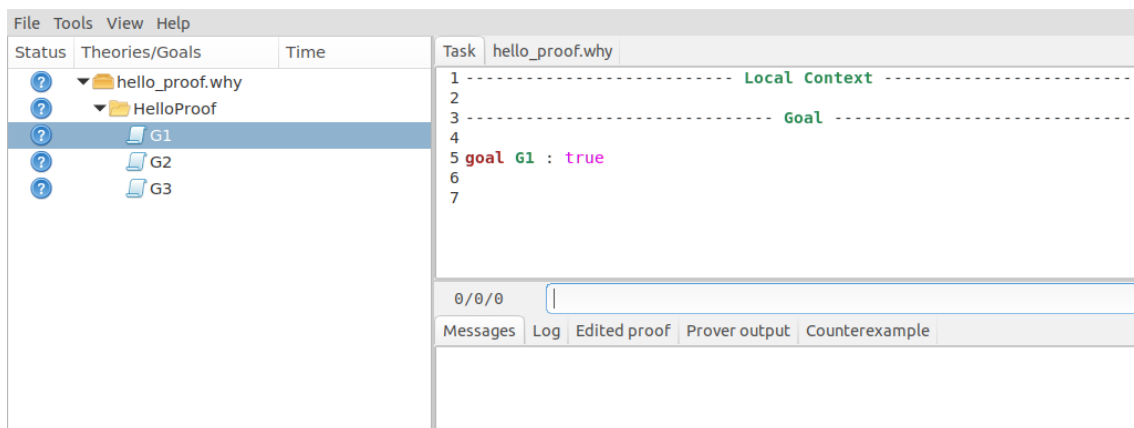 File Tools View Help
Status Theories/Goals Time
hello_proof.why
HelloProof
G1
G2
G3
Task hello_proof.why
1 --------------------------- Local Context -------------------------
2
3 ------------------------------- Goal ------------------------------
4
5 goal G1 : true
6
7
0/0/0
Messages Log Edited proof Prover output Counterexample